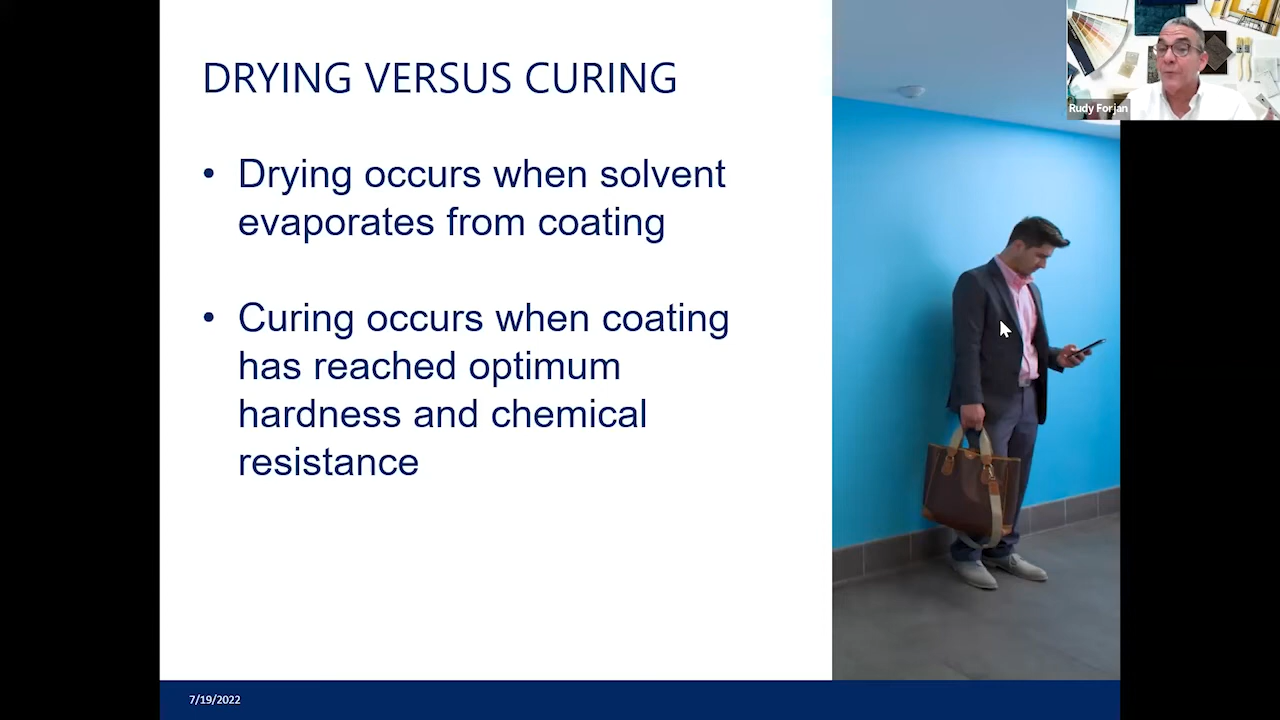 DRYING VERSUS CURING
• Drying occurs when solvent
evaporates from coating
• Curing occurs when coating
has reached optimum
hardness and chemical
resistance
7/19/2022
Rudy Forjan